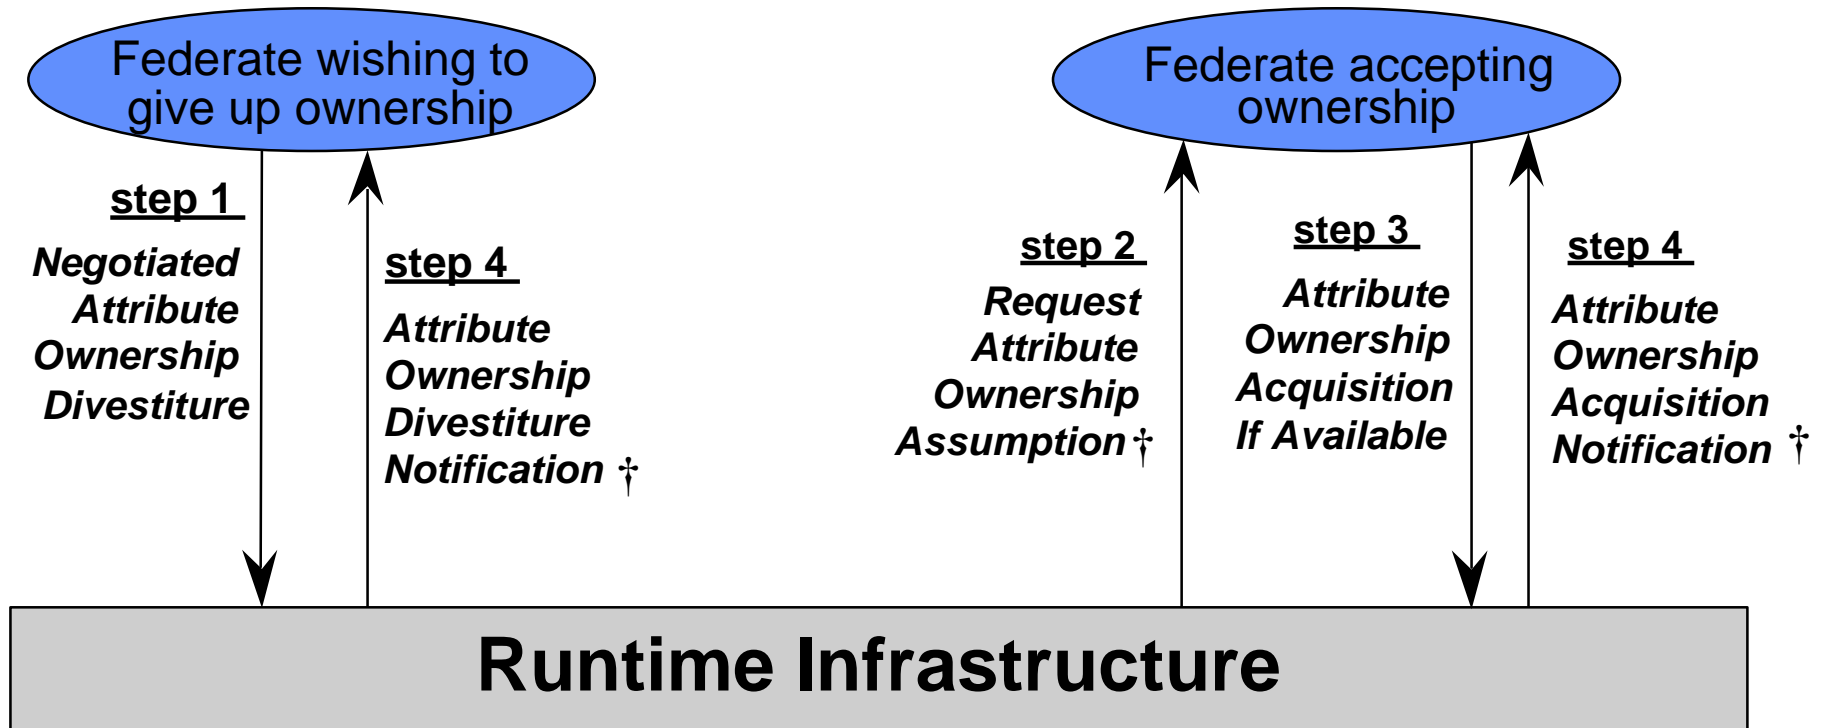 Federate wishing to
give up ownership
Federate accepting
ownership
step 1
Negotiated
Attribute
Ownership
Divestiture
step 4
Attribute
Ownership
Divestiture
Notification †
step 2
Request
Attribute
Ownership
Assumption †
step 3
Attribute
Ownership
Acquisition
If Available
step 4
Attribute
Ownership
Acquisition
Notification †
Runtime Infrastructure